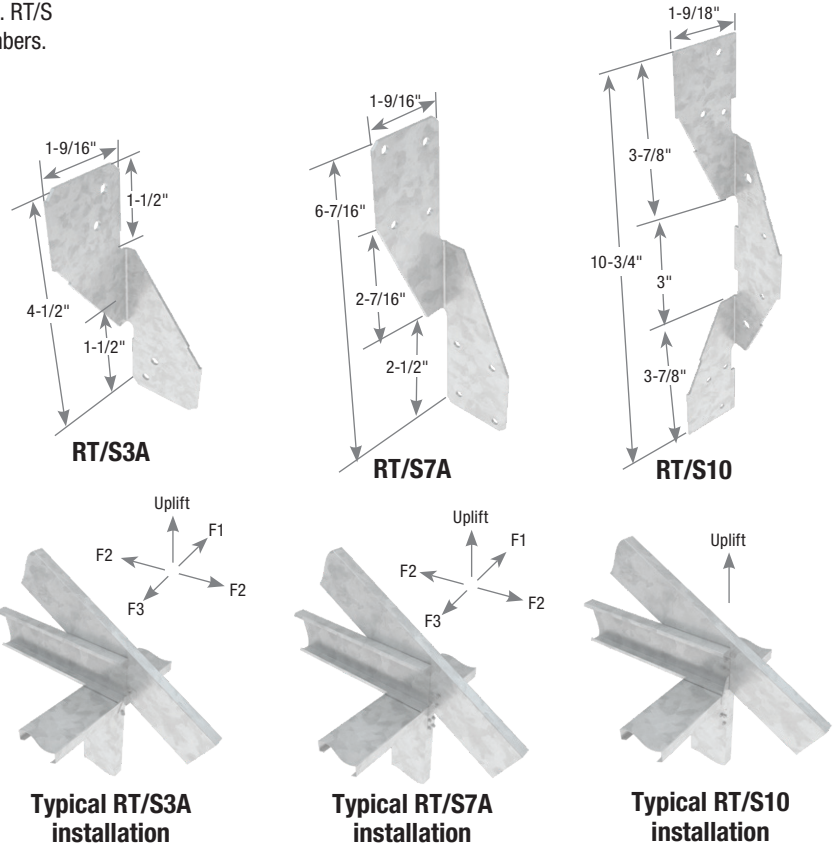 . RT/S
nbers.
1-9/16"
1-1/2"
4-1/2"
1-1/2"
RT/S3A
1-9/16"
6-7/16"
2-7/16"
2-1/2"
RT/S7A
1-9/18"
3-7/8"
10-3/4"
3"
3-7/8"
RT/S10
Uplift
F1
F2
F2
F3
Typical RT/S3A
installation
Uplift
F1
F2
F2
F3
Typical RT/S7A
installation
Uplift
Typical RT/S10
installation